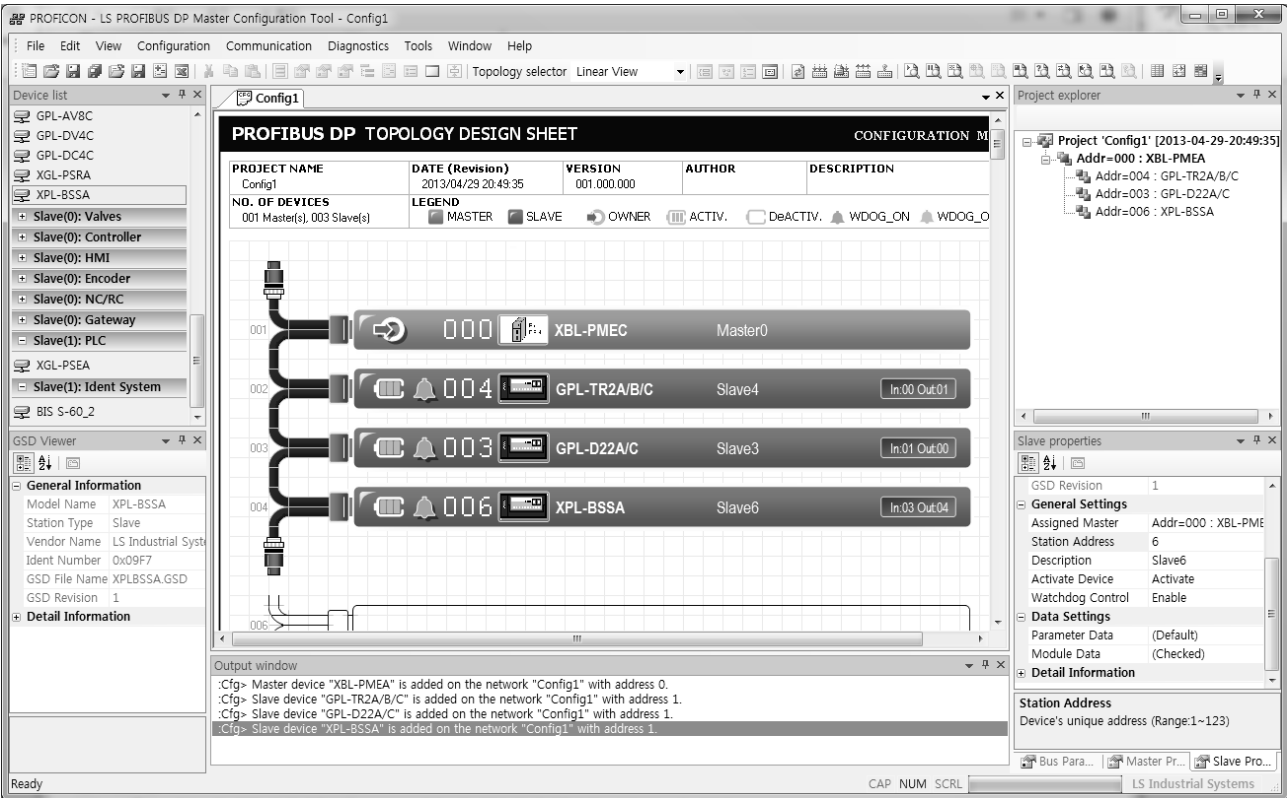 PROFICON - LS PROFIBUS DP Master Configuration Tool - Config1
File Edit View Configuration Communication Diagnostics Tools Window Help
Topology selector Linear View
Device list
GPL-AV8C
GPL-DV4C
GPL-DC4C
XGL-PSRA
XPL-BSSA
Slave(0): Valves
Slave(0): Controller
Slave(0): HMI
Slave(0): Encoder
Slave(0): NC/RC
Slave(0): Gateway
Slave(1): PLC
XGL-PSEA
Slave(1): Ident System
BIS S-60_2
GSD Viewer
General Information
Model Name XPL-BSSA
Station Type Slave
Vendor Name LS Industrial Syste
Ident Number 0x09F7
GSD File Name XPLBSSA.GSD
GSD Revision 1
Detail Information
Config1
PROFIBUS DP TOPOLOGY DESIGN SHEET CONFIGURATION M
PROJECT NAME DATE (Revision) VERSION AUTHOR DESCRIPTION
Config1 2013/04/29 20:49:35 001.000.000
NO. OF DEVICES LEGEND
001 Master(s), 003 Slave(s) MASTER SLAVE OWNER ACTIV. DeACTIV. WDOG_ON WDOG_O
001 000 XBL-PMEC Master0
002 004 GPL-TR2A/B/C Slave4 In:00 Out:01
003 003 GPL-D22A/C Slave3 In:01 Out:00
004 006 XPL-BSSA Slave6 In:03 Out:04
006
Output window
:Cfg> Master device "XBL-PMEA" is added on the network "Config1" with address 0.
:Cfg> Slave device "GPL-TR2A/B/C" is added on the network "Config1" with address 1.
:Cfg> Slave device "GPL-D22A/C" is added on the network "Config1" with address 1.
:Cfg> Slave device "XPL-BSSA" is added on the network "Config1" with address 1.
Project explorer
Project 'Config1' [2013-04-29-20:49:35]
Addr=000 : XBL-PMEA
Addr=004 : GPL-TR2A/B/C
Addr=003 : GPL-D22A/C
Addr=006 : XPL-BSSA
Slave properties
GSD Revision 1
General Settings
Assigned Master Addr=000 : XBL-PME
Station Address 6
Description Slave6
Activate Device Activate
Watchdog Control Enable
Data Settings
Parameter Data (Default)
Module Data (Checked)
Detail Information
Station Address
Device's unique address (Range:1~123)
Bus Para... Master Pr... Slave Pro...
Ready CAP NUM SCRL LS Industrial Systems